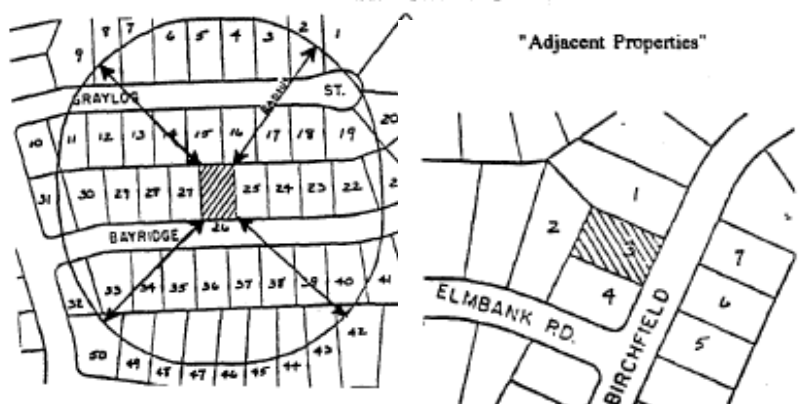 "Adjacent Properties"
9 8 7 6 5 4 3 2 1
GRAYLOG ST.
RADIUS
10 11 12 13 14 15 16 17 18 19 20
31 30 29 28 27 25 24 23 22
26
BAYRIDGE
32 33 34 35 36 37 38 39 40 41
42
50 49 48 47 46 45 44 43
1
2 3
4
7
6
5
ELMBANK RD.
BIRCHFIELD